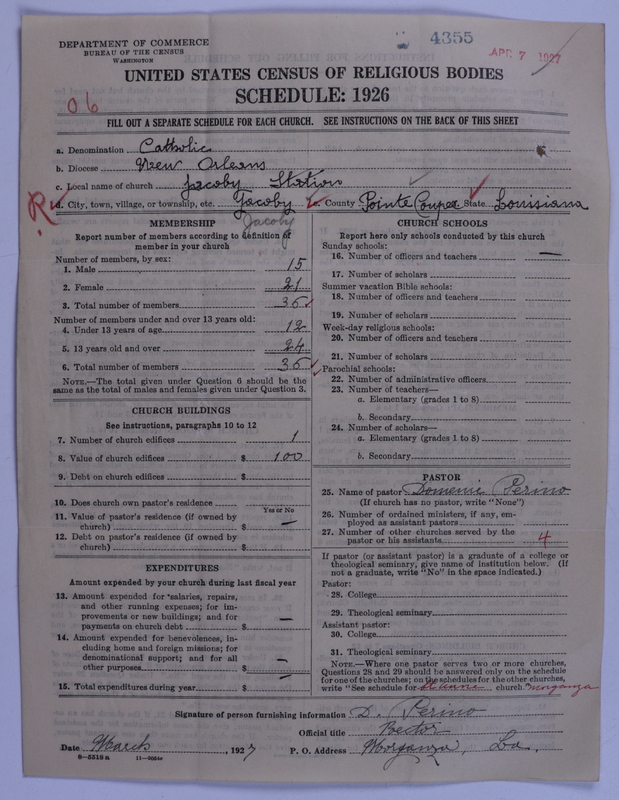 4355
APR 7 1927
DEPARTMENT OF COMMERCE
BUREAU OF THE CENSUS
WASHINGTON
UNITED STATES CENSUS OF RELIGIOUS BODIES
SCHEDULE: 1926
06
FILL OUT A SEPARATE SCHEDULE FOR EACH CHURCH. SEE INSTRUCTIONS ON THE BACK OF THIS SHEET
a. Denomination Catholic
b. Diocese New Orleans
c. Local name of church Jacoby Station
R d. City, town, village, or township, etc. Jacoby County Pointe Coupee State Louisiana
Jacoby
MEMBERSHIP
Report number of members according to definition of member in your church
Number of members, by sex:
1. Male 15
2. Female 21
3. Total number of members 36
Number of members under and over 13 years old:
4. Under 13 years of age 12
5. 13 years old and over 24
6. Total number of members 36
NOTE.—The total given under Question 6 should be the
same as the total of males and females given under Question 3.
CHURCH BUILDINGS
See instructions, paragraphs 10 to 12
7. Number of church edifices 1
8. Value of church edifices $ 100
9. Debt on church edifices $
10. Does church own pastor's residence
Yes or No
11. Value of pastor's residence (if owned by
church) $ —
12. Debt on pastor's residence (if owned by
church) $
EXPENDITURES
Amount expended by your church during last fiscal year
13. Amount expended for salaries, repairs,
and other running expenses; for im-
provements or new buildings; and for
payments on church debt $ —
14. Amount expended for benevolences, in-
cluding home and foreign missions; for
denominational support; and for all
other purposes $ —
15. Total expenditures during year $ —
CHURCH SCHOOLS
Report here only schools conducted by this church
Sunday schools:
16. Number of officers and teachers —
17. Number of scholars
Summer vacation Bible schools:
18. Number of officers and teachers
19. Number of scholars
Week-day religious schools:
20. Number of officers and teachers
21. Number of scholars
Parochial schools:
22. Number of administrative officers
23. Number of teachers—
a. Elementary (grades 1 to 8)
b. Secondary
24. Number of scholars—
a. Elementary (grades 1 to 8)
b. Secondary
PASTOR
25. Name of pastor Domenic Perino
(If church has no pastor, write "None")
26. Number of ordained ministers, if any, em-
ployed as assistant pastors
27. Number of other churches served by the
pastor or his assistants 4
If pastor (or assistant pastor) is a graduate of a college or
theological seminary, give name of institution below. (If
not a graduate, write "No" in the space indicated.)
Pastor:
28. College
29. Theological seminary
Assistant pastor:
30. College
31. Theological seminary
NOTE.—Where one pastor serves two or more churches,
Questions 28 and 29 should be answered only on the schedule
for one of the churches; on the schedules for the other churches,
write "See schedule for church" Morganza
Signature of person furnishing information D. Perino
Official title Rector
Date March, 1927 P. O. Address Morganza, La.
8—5518a 11—9554